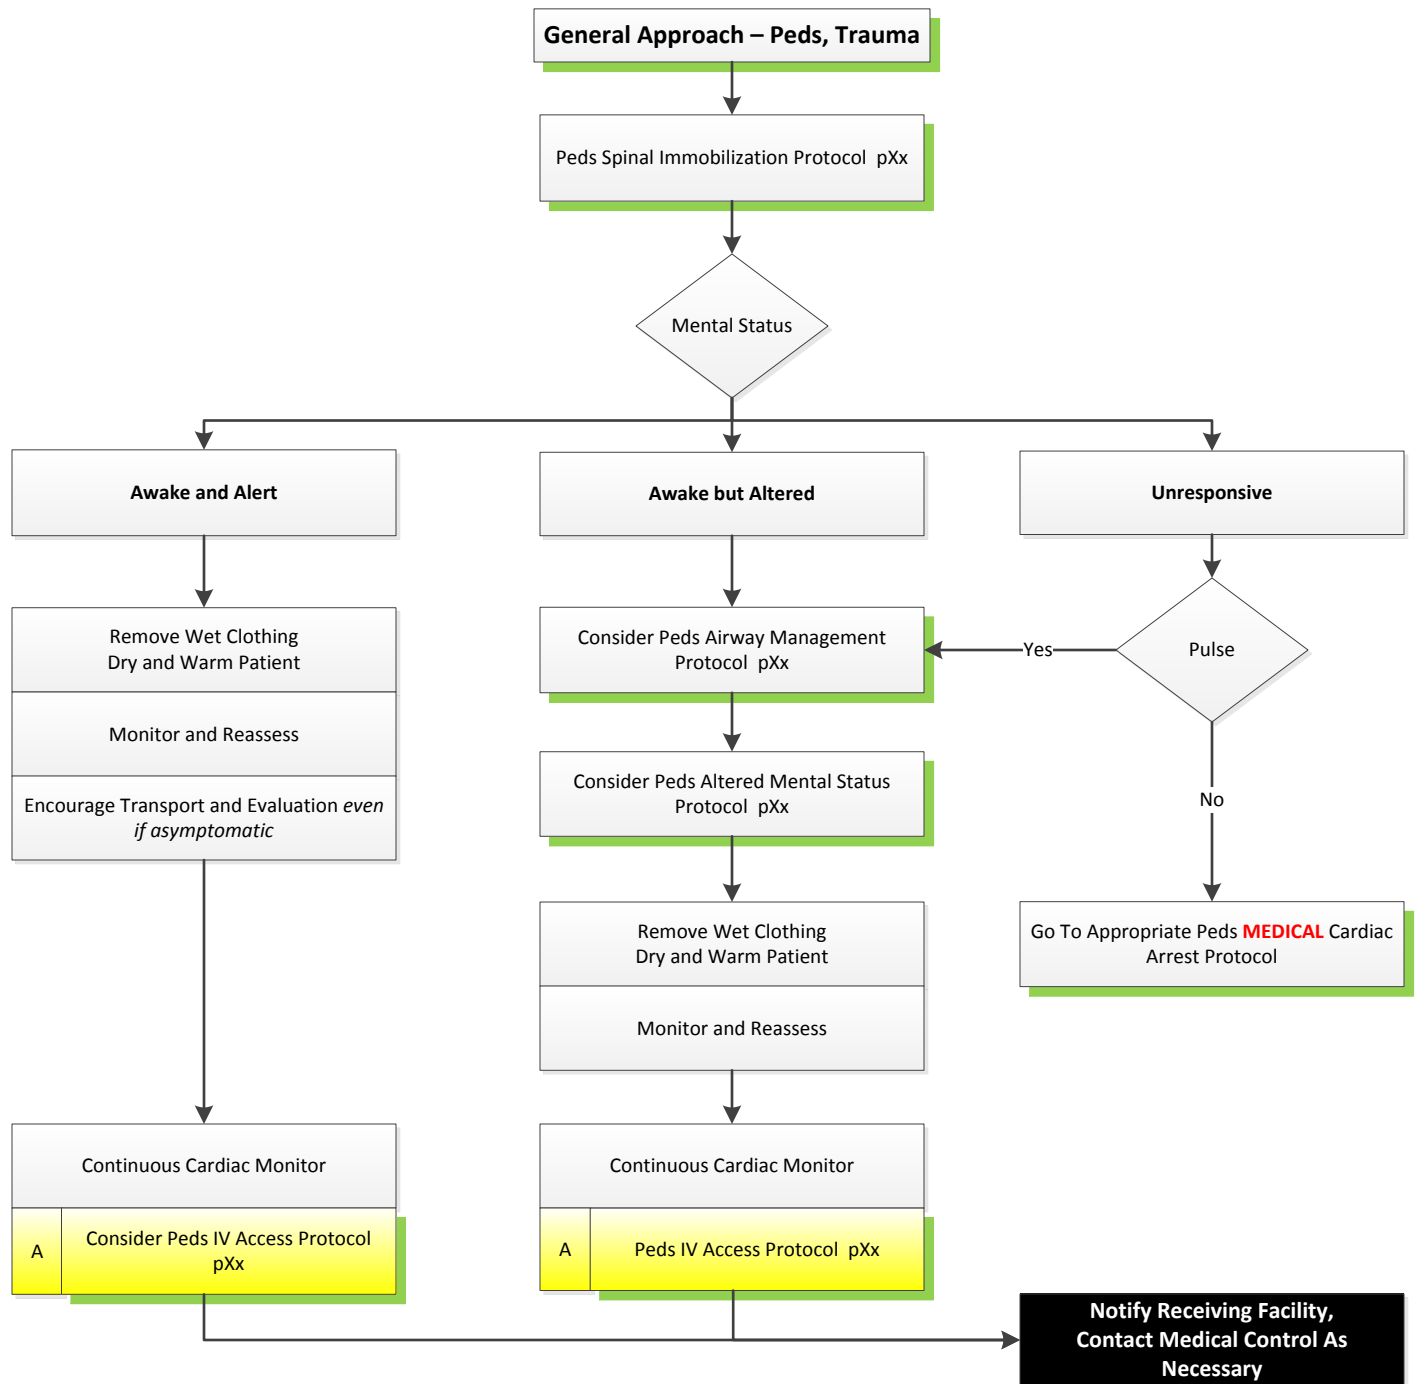 General Approach – Peds, Trauma
Peds Spinal Immobilization Protocol pXx
Mental Status
Awake and Alert
Awake but Altered
Unresponsive
Remove Wet Clothing
Dry and Warm Patient
Monitor and Reassess
Encourage Transport and Evaluation even
if asymptomatic
Consider Peds Airway Management
Protocol pXx
Yes
Pulse
Consider Peds Altered Mental Status
Protocol pXx
No
Remove Wet Clothing
Dry and Warm Patient
Monitor and Reassess
Go To Appropriate Peds MEDICAL Cardiac
Arrest Protocol
Continuous Cardiac Monitor
A
Consider Peds IV Access Protocol
pXx
Continuous Cardiac Monitor
A
Peds IV Access Protocol pXx
Notify Receiving Facility,
Contact Medical Control As
Necessary